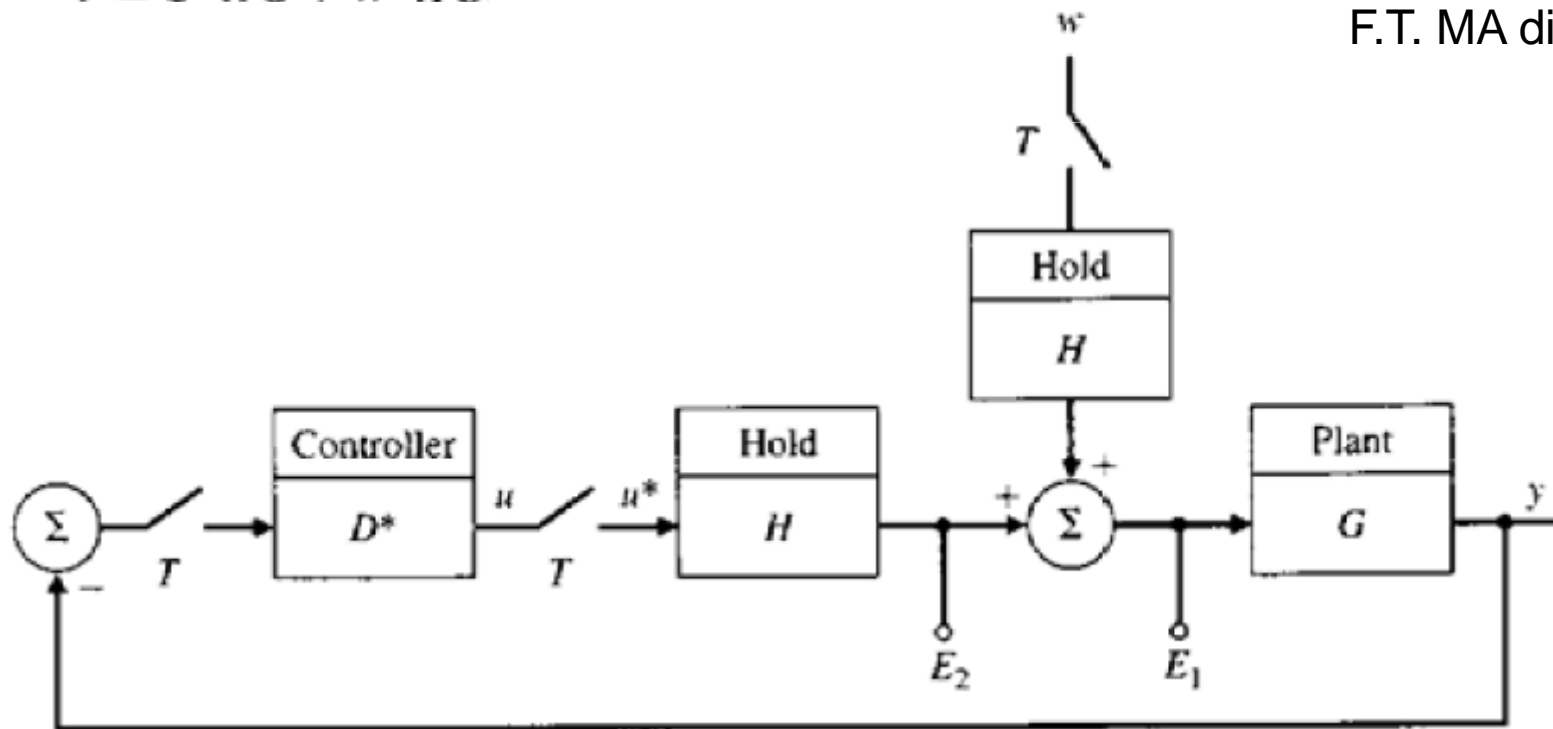 F.T. MA di
w
T
Hold
H
Controller
Hold
Plant
+
+
Σ
D*
u
u*
H
Σ
G
y
−
T
T
E₂
E₁